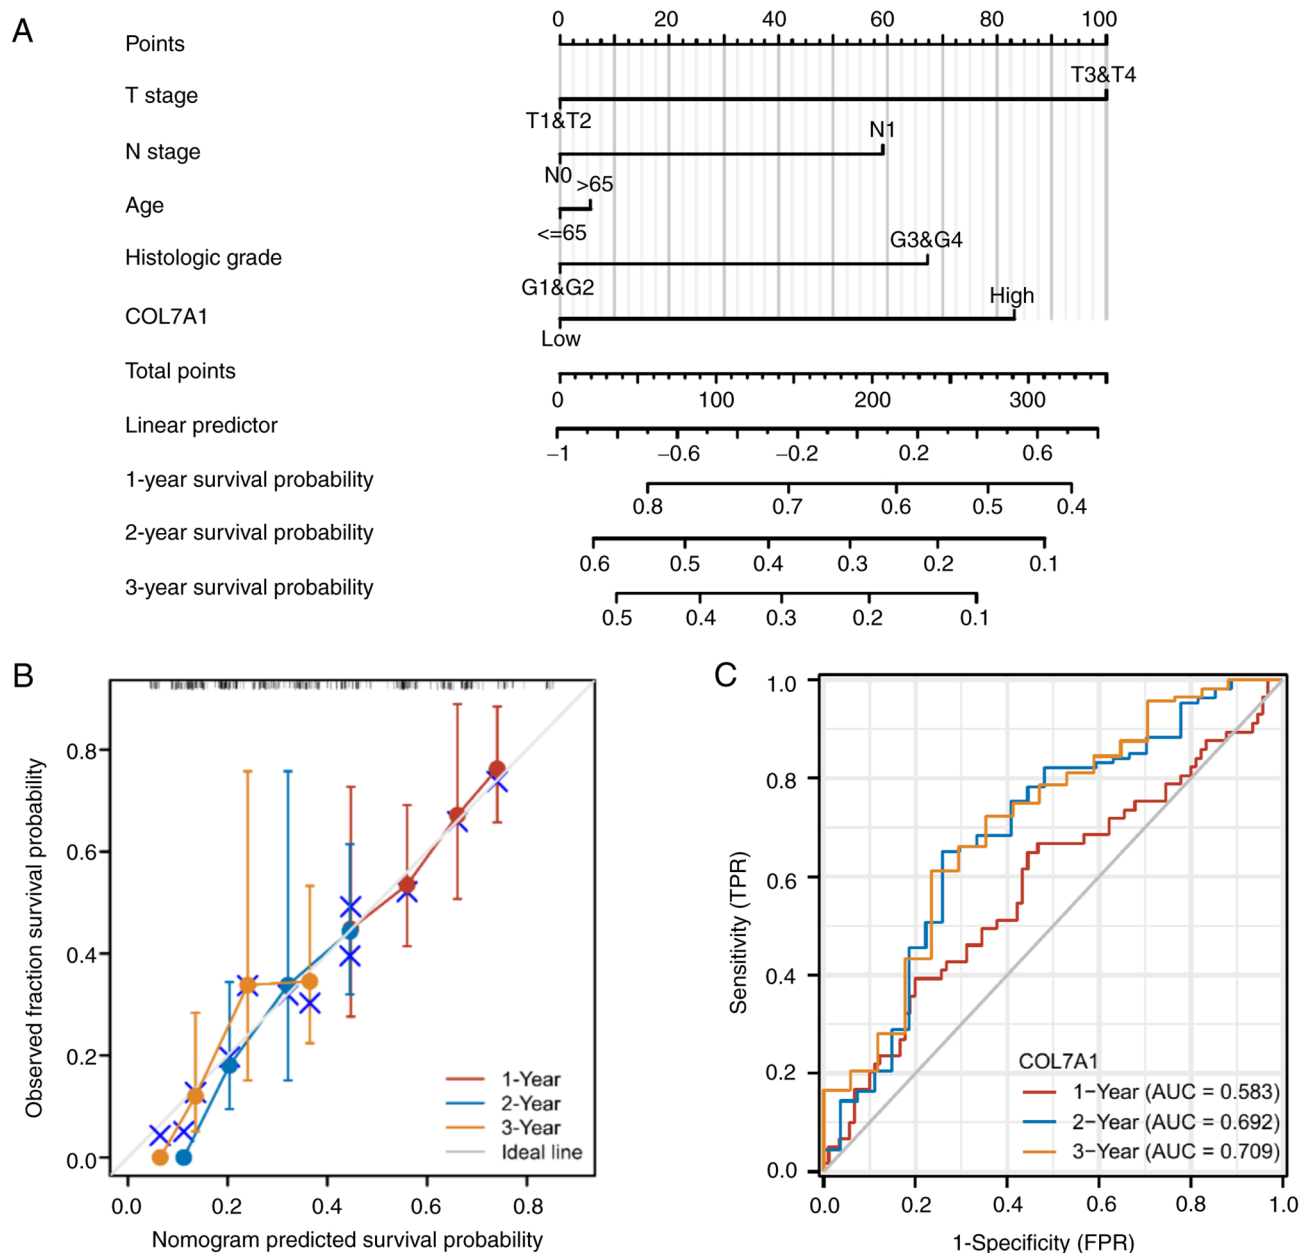 A
Points
0 20 40 60 80 100
T stage
T3&T4
T1&T2
N stage
N1
N0
Age
>65
<=65
Histologic grade
G3&G4
G1&G2
COL7A1
High
Low
Total points
0 100 200 300
Linear predictor
−1 −0.6 −0.2 0.2 0.6
1-year survival probability
0.8 0.7 0.6 0.5 0.4
2-year survival probability
0.6 0.5 0.4 0.3 0.2 0.1
3-year survival probability
0.5 0.4 0.3 0.2 0.1
B
Observed fraction survival probability
0.8
0.6
0.4
0.2
0.0
1-Year
2-Year
3-Year
Ideal line
0.0 0.2 0.4 0.6 0.8
Nomogram predicted survival probability
C
Sensitivity (TPR)
1.0
0.8
0.6
0.4
0.2
0.0
COL7A1
1−Year (AUC = 0.583)
2−Year (AUC = 0.692)
3−Year (AUC = 0.709)
0.0 0.2 0.4 0.6 0.8 1.0
1-Specificity (FPR)